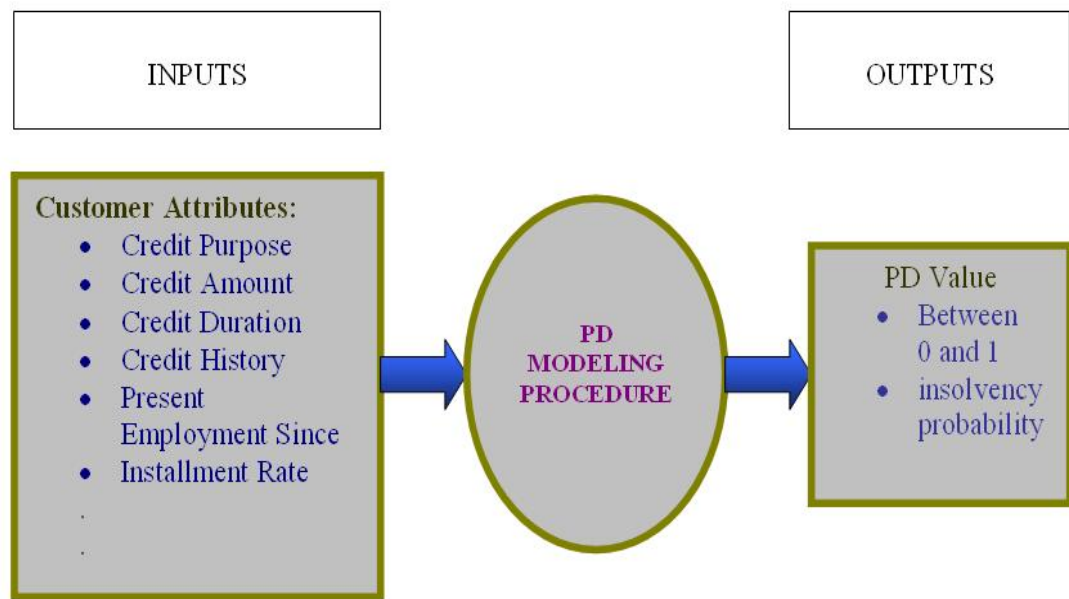 INPUTS
OUTPUTS
Customer Attributes:
• Credit Purpose
• Credit Amount
• Credit Duration
• Credit History
• Present
Employment Since
• Installment Rate
.
.
PD
MODELING
PROCEDURE
PD Value
• Between
0 and 1
• insolvency
probability